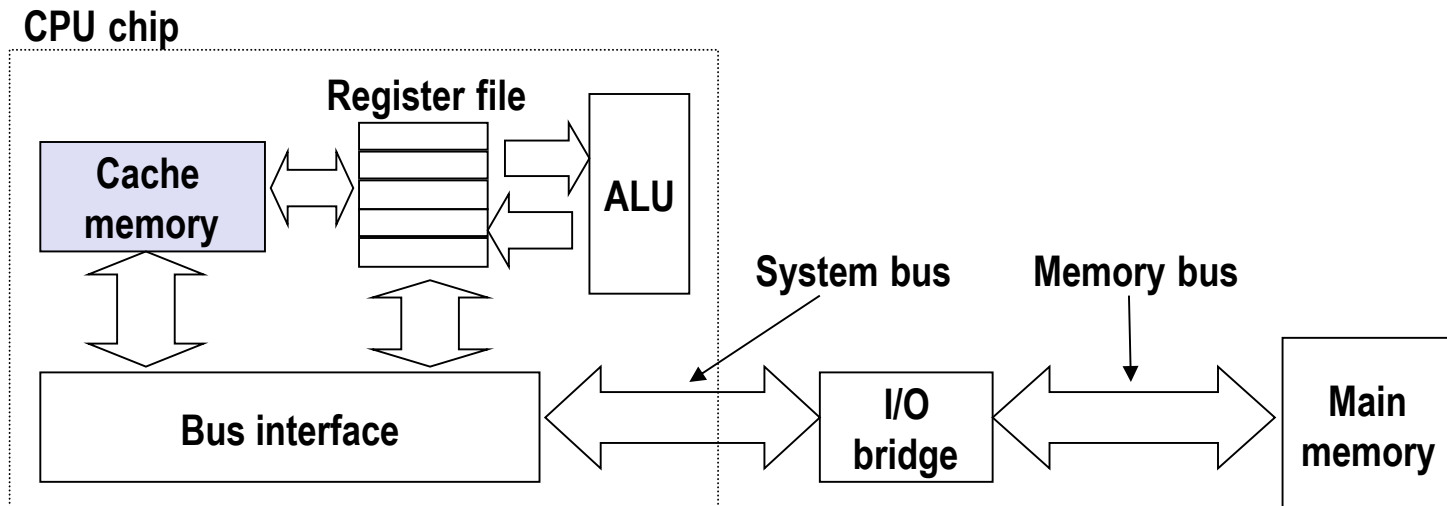 CPU chip
Register file
Cache
memory
ALU
System bus
Memory bus
Bus interface
I/O
bridge
Main
memory